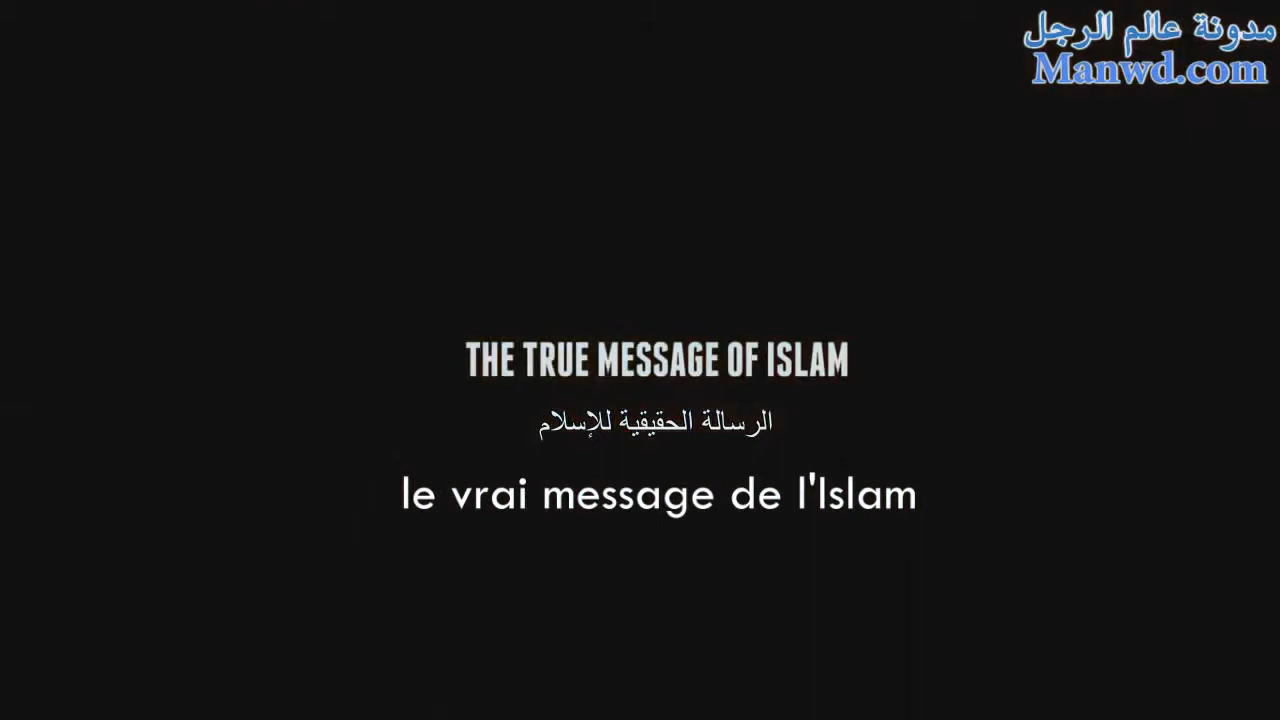 مدونة عالم الرجل
Manwd.com
THE TRUE MESSAGE OF ISLAM
الرسالة الحقيقية للإسلام
le vrai message de l'Islam